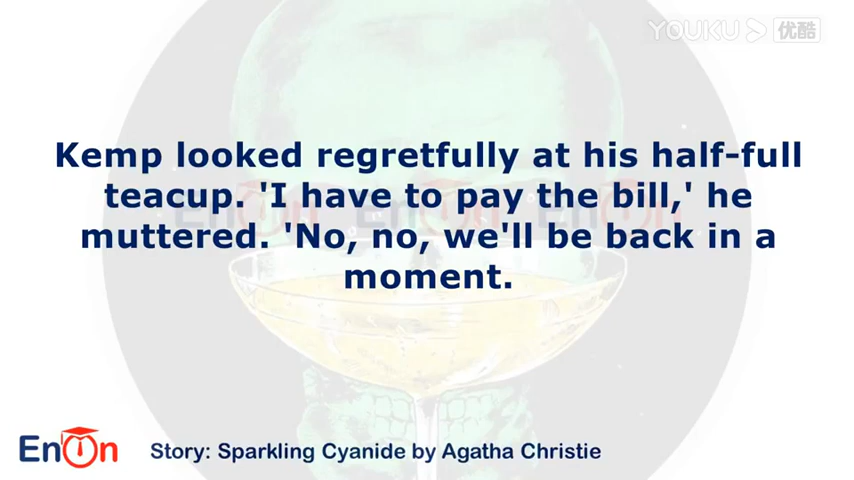 YOUKU 优酷
Kemp looked regretfully at his half-full
teacup. 'I have to pay the bill,' he
muttered. 'No, no, we'll be back in a
moment.
EnOn
Story: Sparkling Cyanide by Agatha Christie